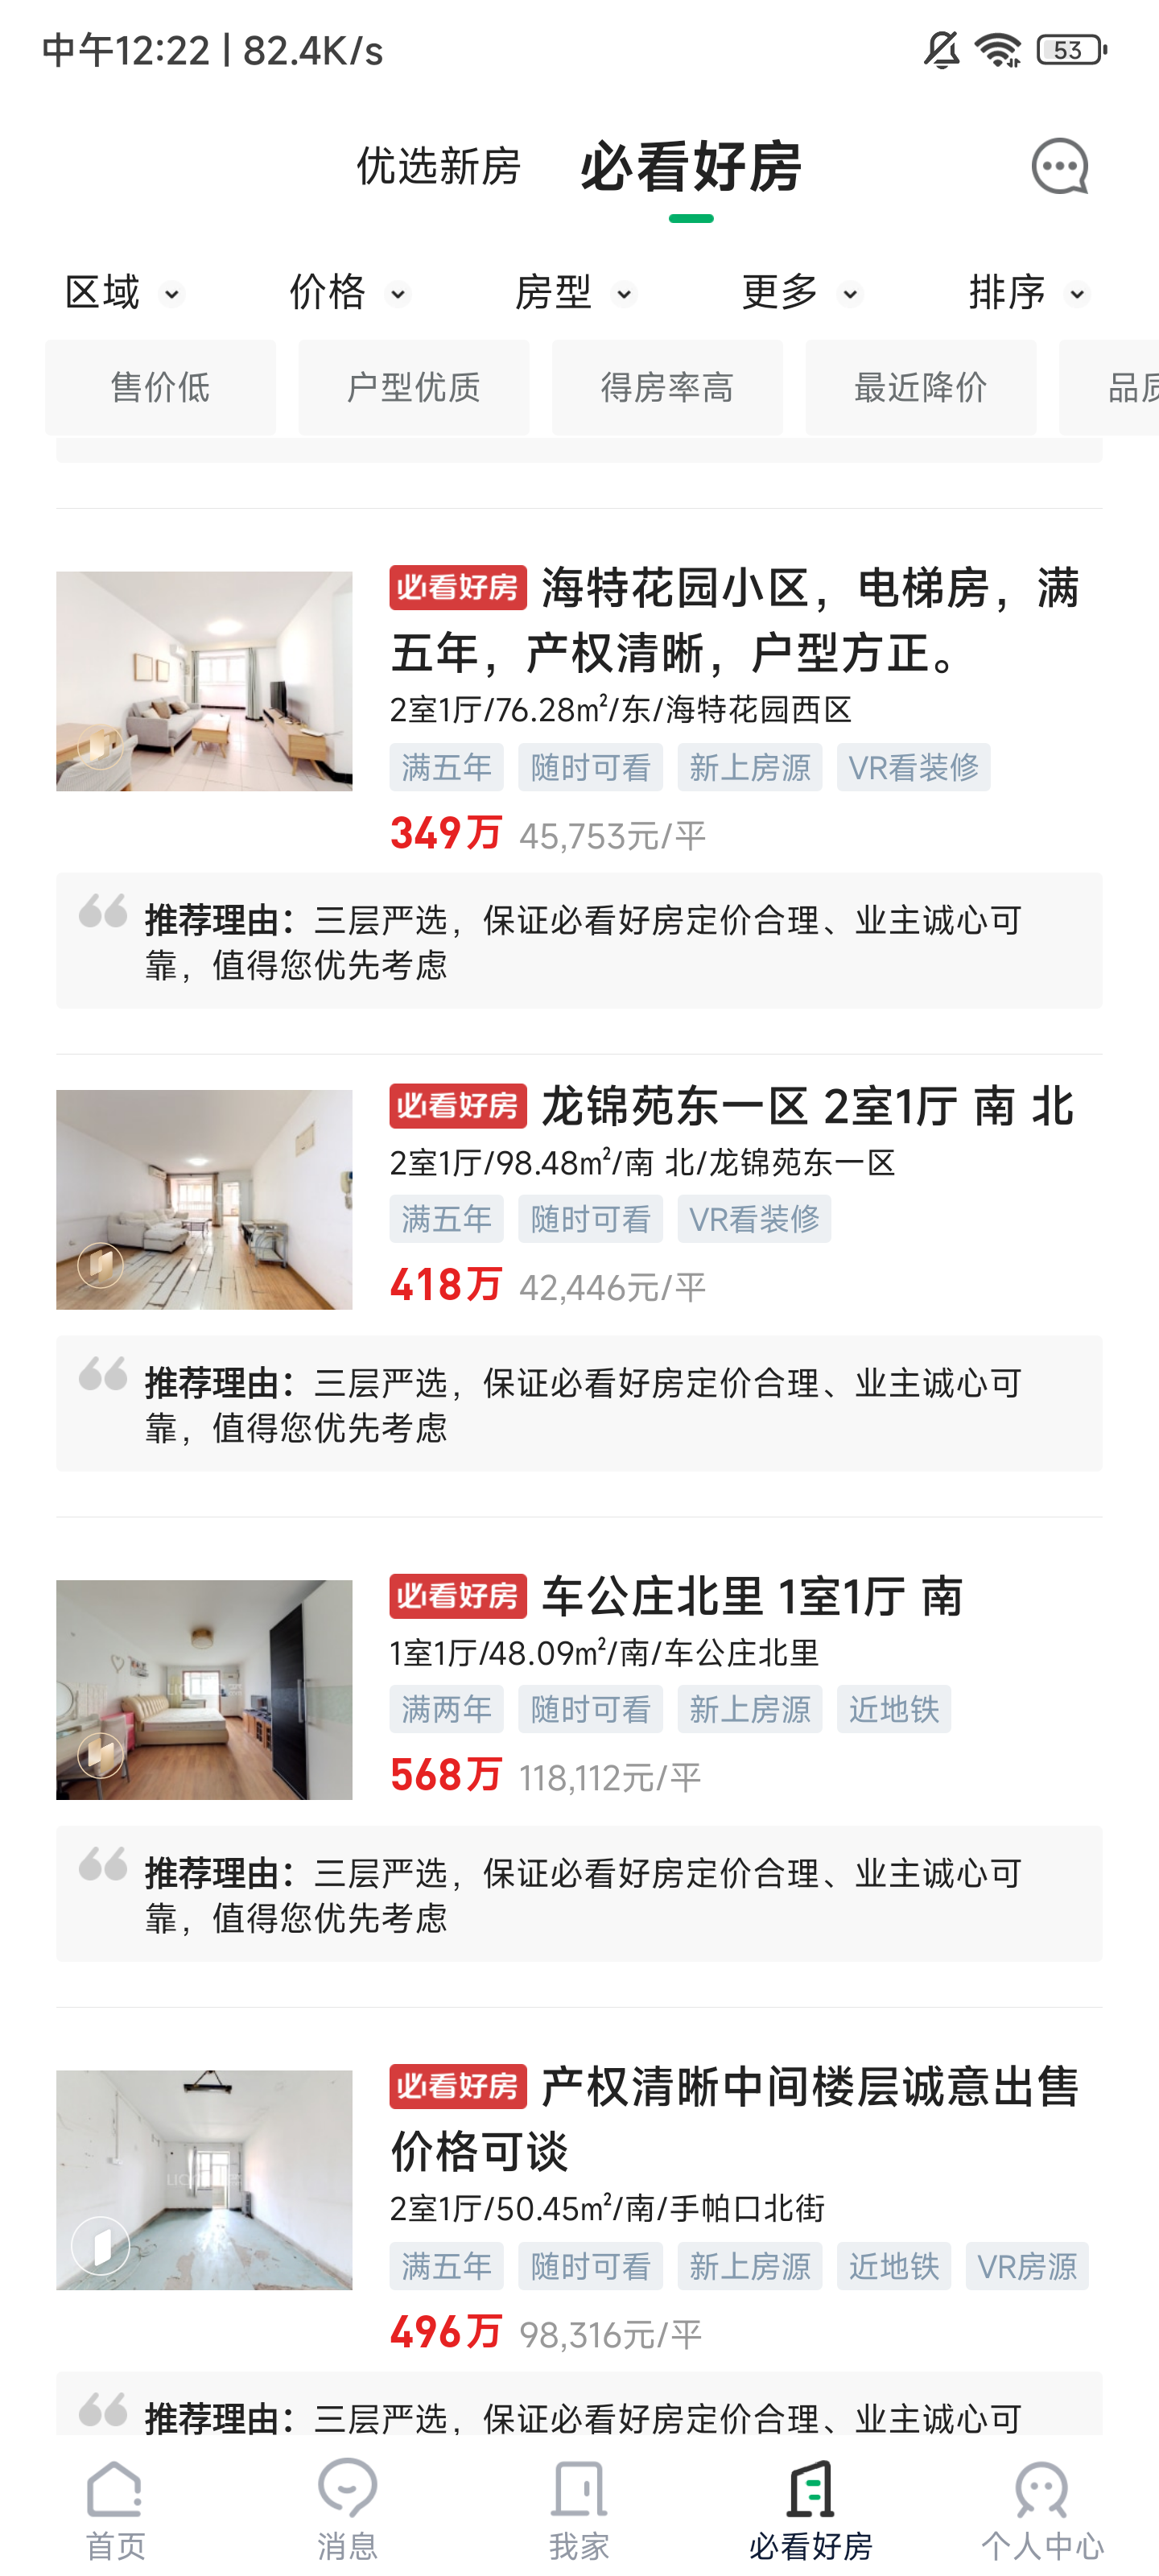 中午12:22 | 82.4K/s
53
优选新房 必看好房
区域 价格 房型 更多 排序
售价低 户型优质 得房率高 最近降价 品质
必看好房 海特花园小区，电梯房，满
五年，产权清晰，户型方正。
2室1厅/76.28㎡/东/海特花园西区
满五年 随时可看 新上房源 VR看装修
349万 45,753元/平
推荐理由：三层严选，保证必看好房定价合理、业主诚心可
靠，值得您优先考虑
必看好房 龙锦苑东一区 2室1厅 南 北
2室1厅/98.48㎡/南 北/龙锦苑东一区
满五年 随时可看 VR看装修
418万 42,446元/平
推荐理由：三层严选，保证必看好房定价合理、业主诚心可
靠，值得您优先考虑
必看好房 车公庄北里 1室1厅 南
1室1厅/48.09㎡/南/车公庄北里
满两年 随时可看 新上房源 近地铁
568万 118,112元/平
推荐理由：三层严选，保证必看好房定价合理、业主诚心可
靠，值得您优先考虑
必看好房 产权清晰中间楼层诚意出售
价格可谈
2室1厅/50.45㎡/南/手帕口北街
满五年 随时可看 新上房源 近地铁 VR房源
496万 98,316元/平
推荐理由：三层严选，保证必看好房定价合理、业主诚心可
首页 消息 我家 必看好房 个人中心